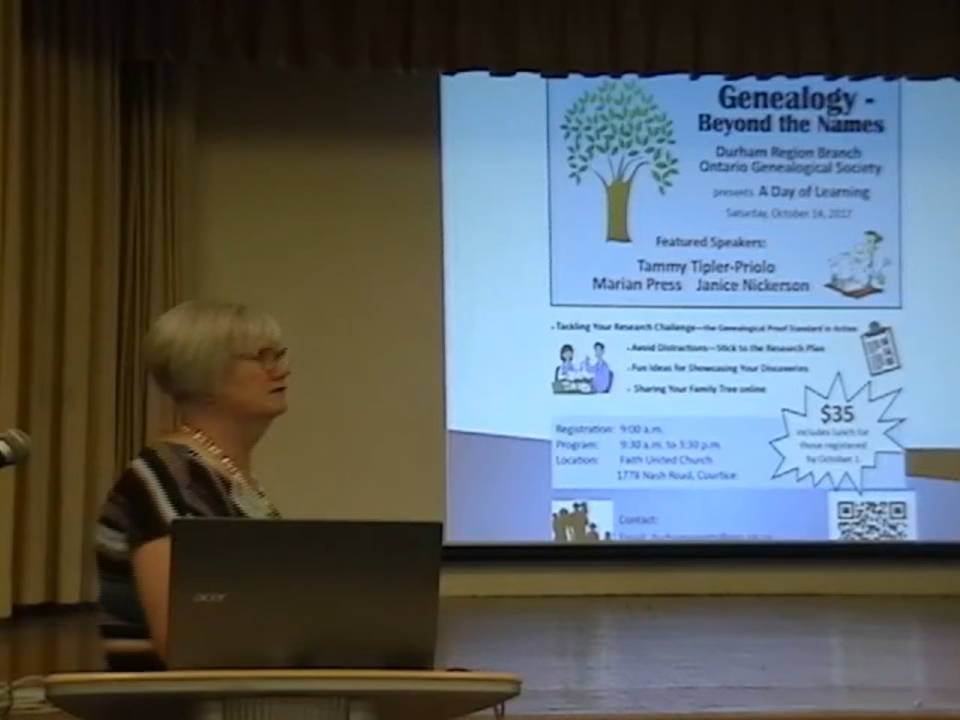 Genealogy -
Beyond the Names
Durham Region Branch
Ontario Genealogical Society
presents A Day of Learning
Saturday, October 14, 2017
Featured Speakers:
Tammy Tipler-Priolo
Marian Press Janice Nickerson
• Tackling Your Research Challenge—the Genealogical Proof Standard in Action
• Avoid Distractions—Stick to the Research Plan
• Fun Ideas for Showcasing Your Discoveries
• Sharing Your Family Tree online
$35
includes lunch for
those registered
by October 1
Registration: 9:00 a.m.
Program: 9:30 a.m. to 3:30 p.m.
Location: Faith United Church
1778 Nash Road, Courtice
Contact:
Email:
acer